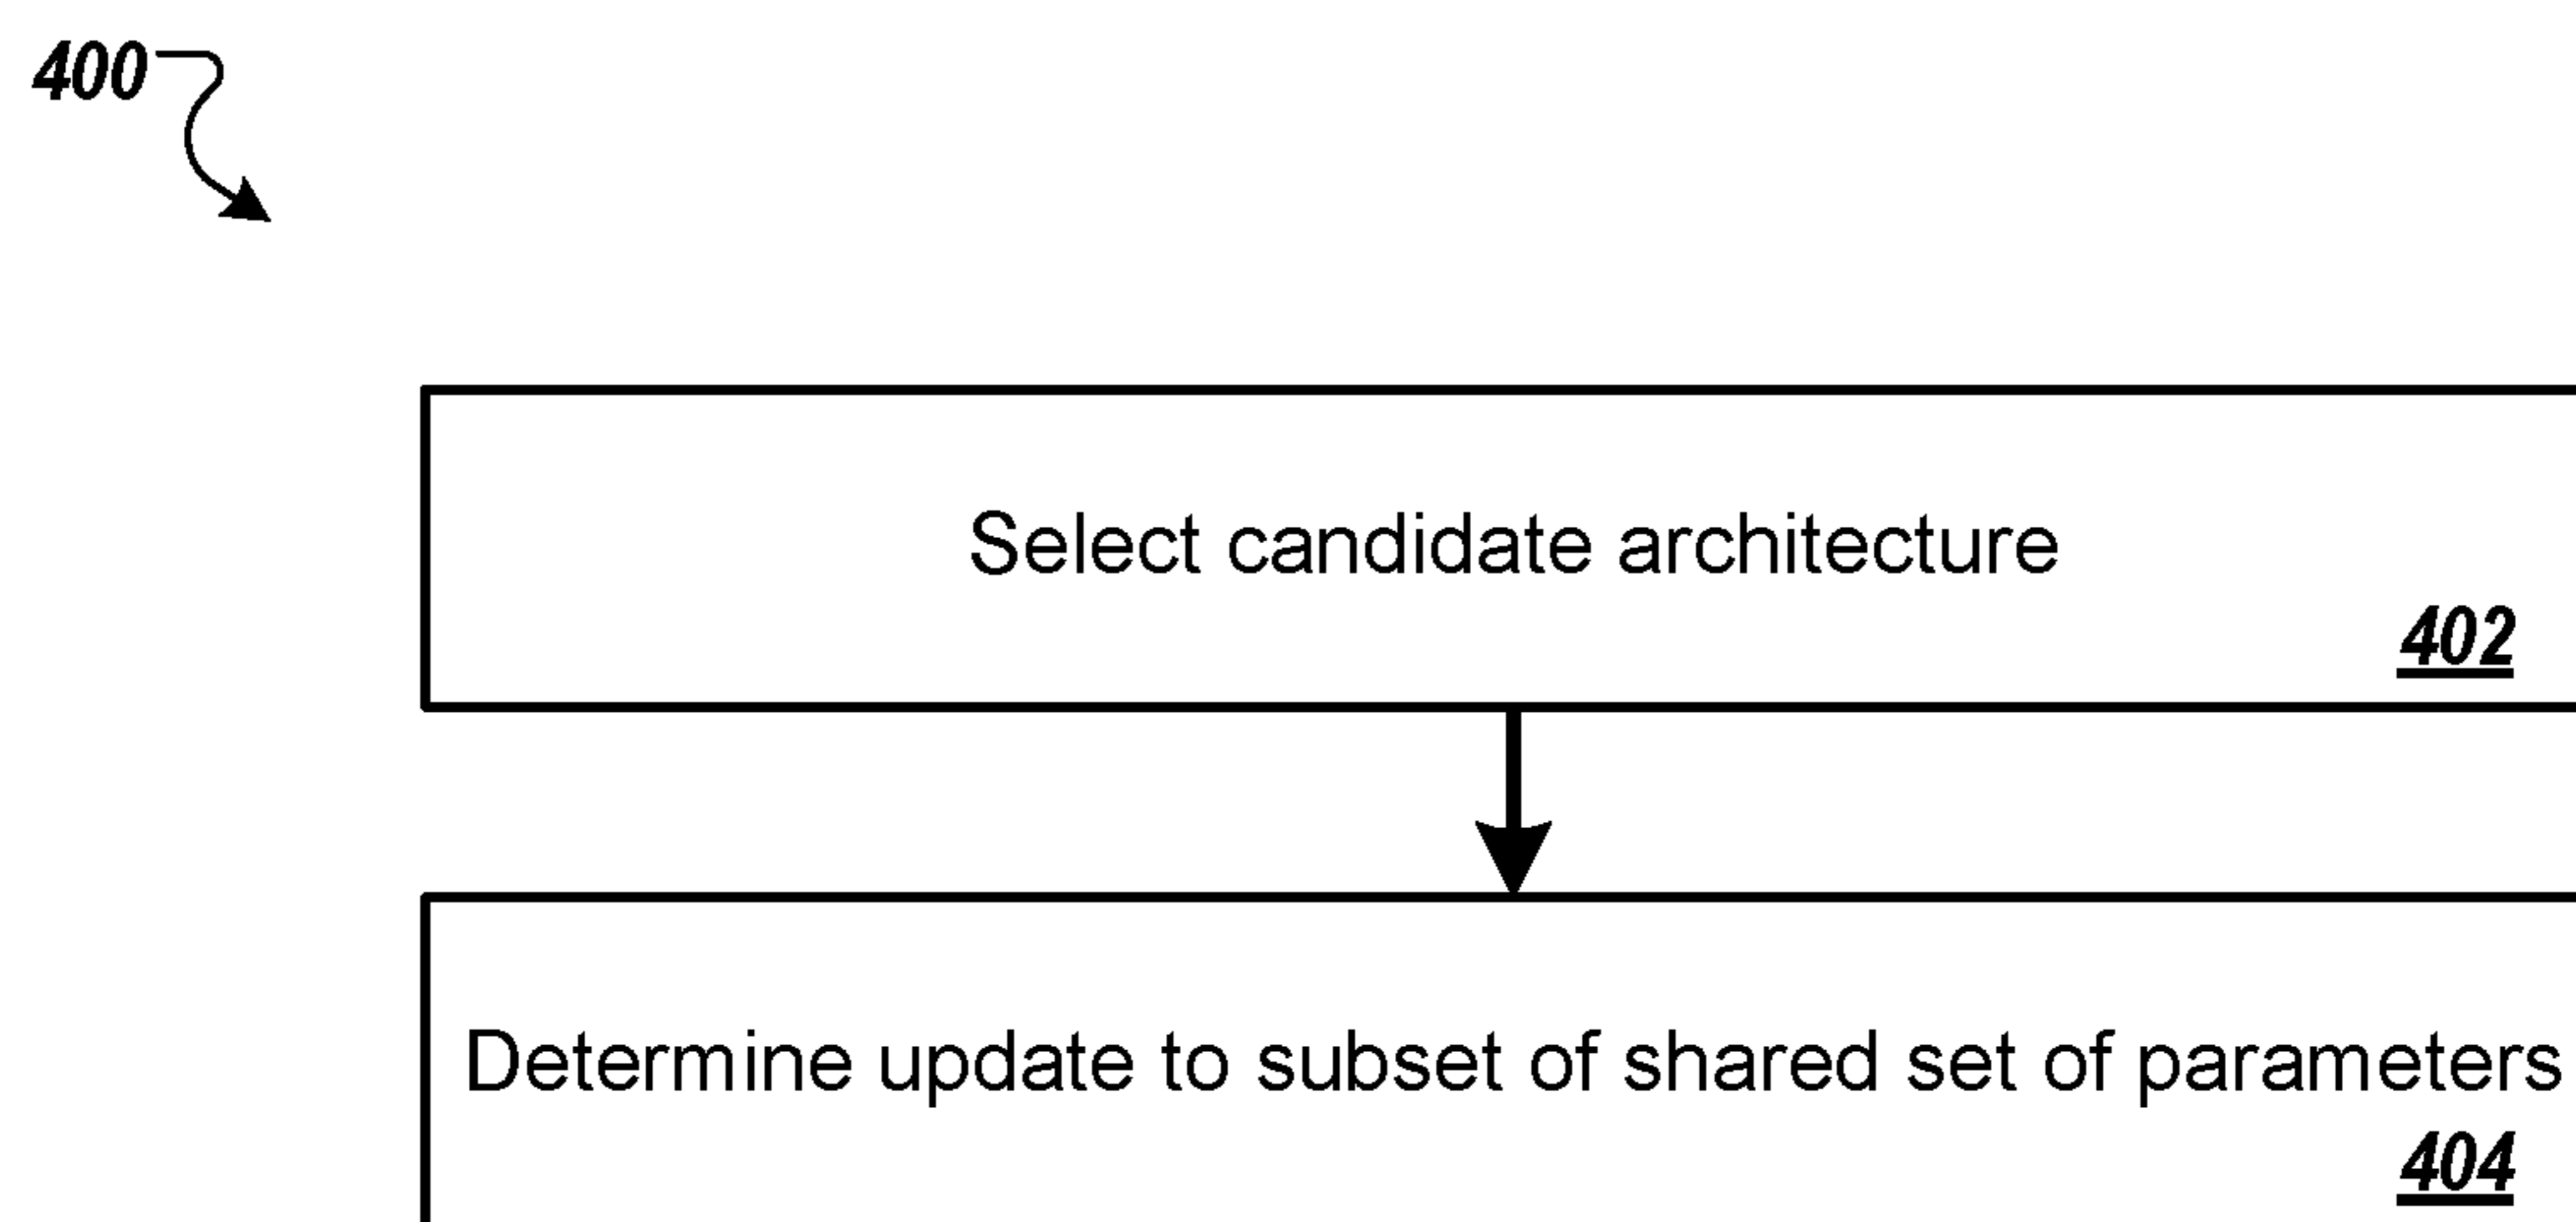 400
Select candidate architecture
402
Determine update to subset of shared set of parameters
404